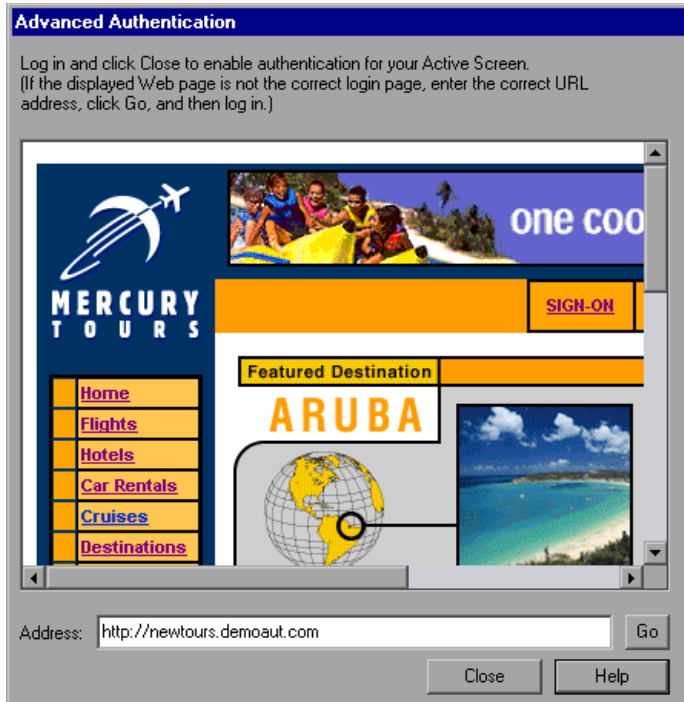 Advanced Authentication
Log in and click Close to enable authentication for your Active Screen.
(If the displayed Web page is not the correct login page, enter the correct URL
address, click Go, and then log in.)
one coo
MERCURY
TOURS
SIGN-ON
Featured Destination
ARUBA
Home
Flights
Hotels
Car Rentals
Cruises
Destinations
Address: http://newtours.demoaut.com Go
Close Help